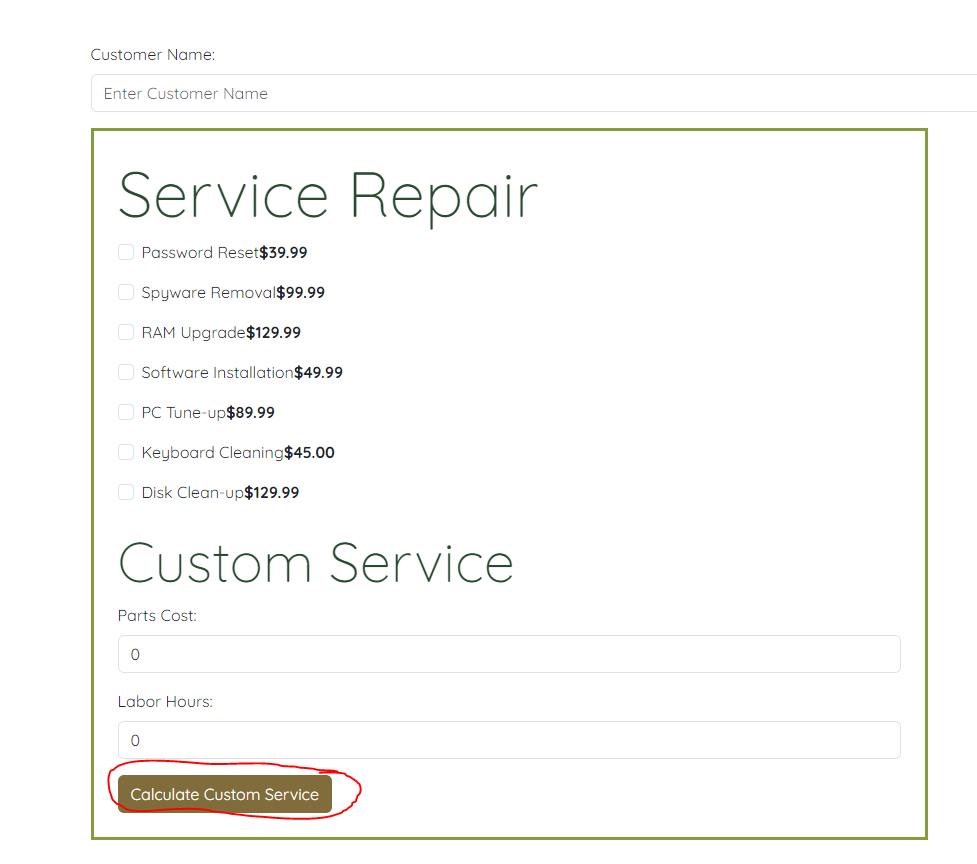 Customer Name:
Enter Customer Name
Service Repair
Password Reset$39.99
Spyware Removal$99.99
RAM Upgrade$129.99
Software Installation$49.99
PC Tune-up$89.99
Keyboard Cleaning$45.00
Disk Clean-up$129.99
Custom Service
Parts Cost:
0
Labor Hours:
0
Calculate Custom Service